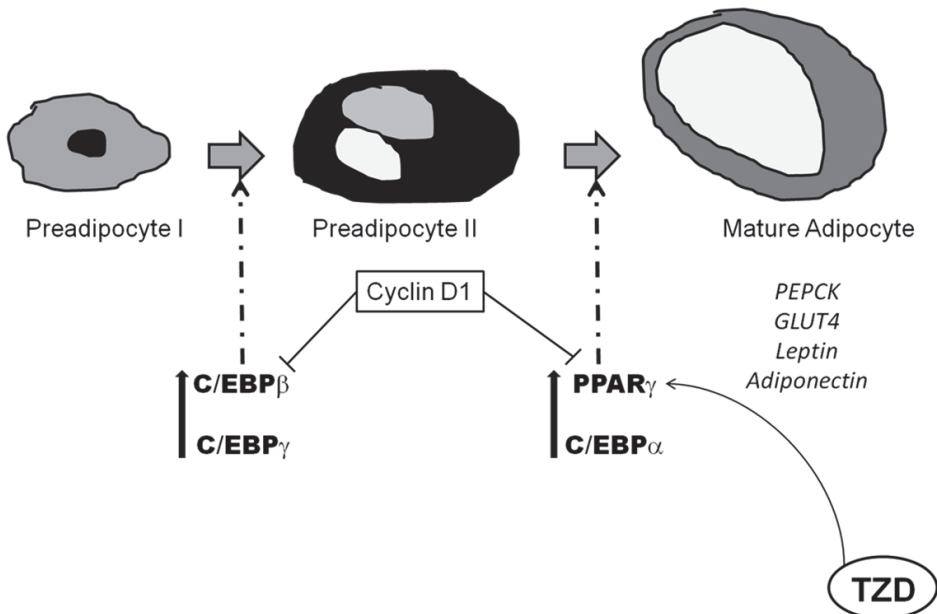 Preadipocyte I
Preadipocyte II
Mature Adipocyte
Cyclin D1
PEPCK
GLUT4
Leptin
Adiponectin
C/EBPβ
C/EBPγ
PPARγ
C/EBPα
TZD